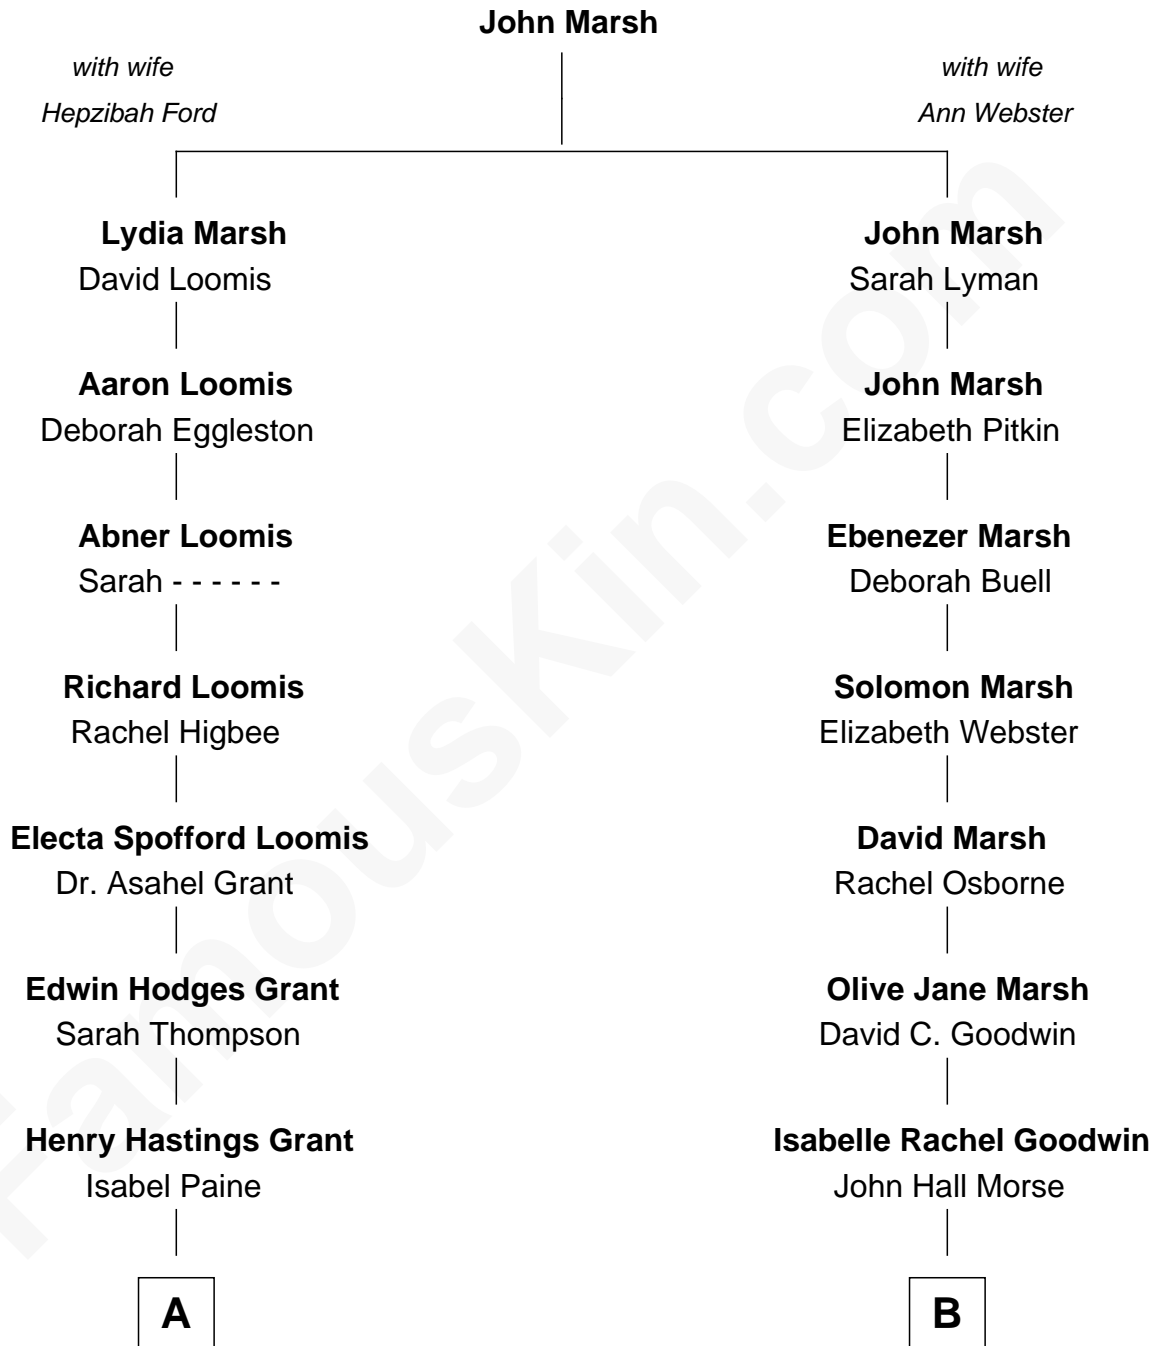 John Marsh
with wife
Hepzibah Ford
with wife
Ann Webster
Lydia Marsh
David Loomis
John Marsh
Sarah Lyman
Aaron Loomis
Deborah Eggleston
John Marsh
Elizabeth Pitkin
Abner Loomis
Sarah - - - - - -
Ebenezer Marsh
Deborah Buell
Richard Loomis
Rachel Higbee
Solomon Marsh
Elizabeth Webster
Electa Spofford Loomis
Dr. Asahel Grant
David Marsh
Rachel Osborne
Edwin Hodges Grant
Sarah Thompson
Olive Jane Marsh
David C. Goodwin
Henry Hastings Grant
Isabel Paine
Isabelle Rachel Goodwin
John Hall Morse
A
B
FamousKin.com